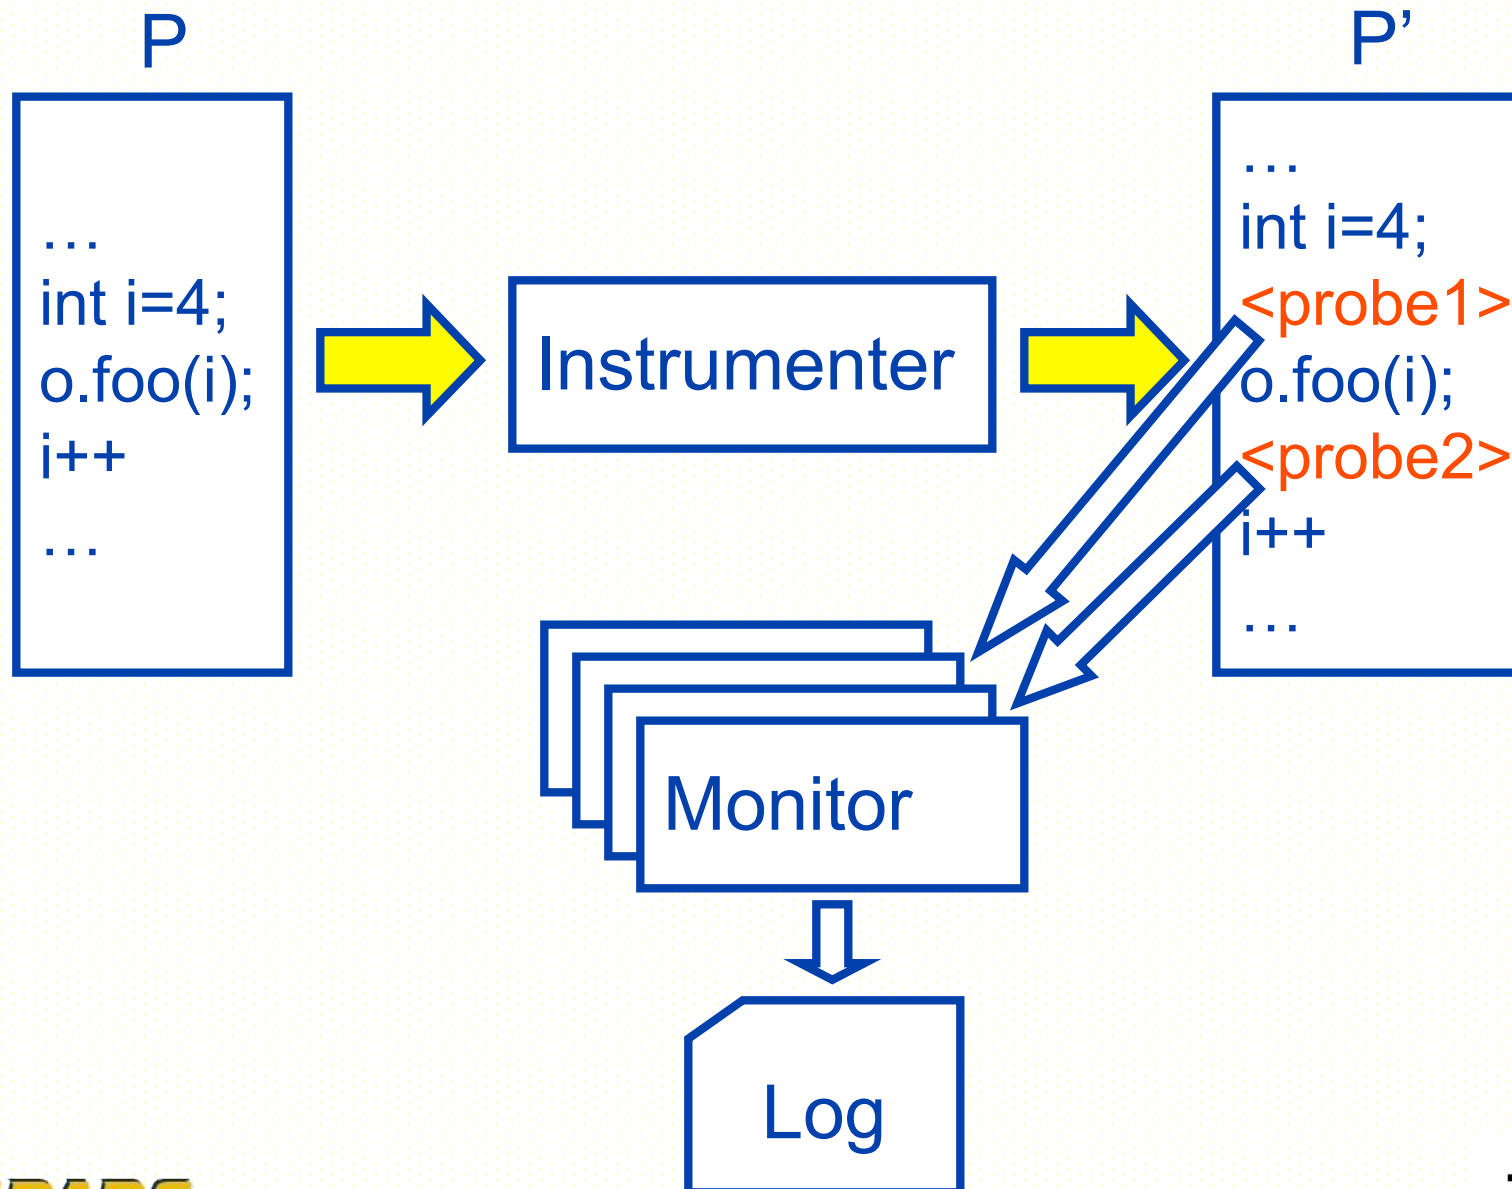 P
…
int i=4;
o.foo(i);
i++
…
Instrumenter
P’
…
int i=4;
<probe1>
o.foo(i);
<probe2>
i++
…
Monitor
Log